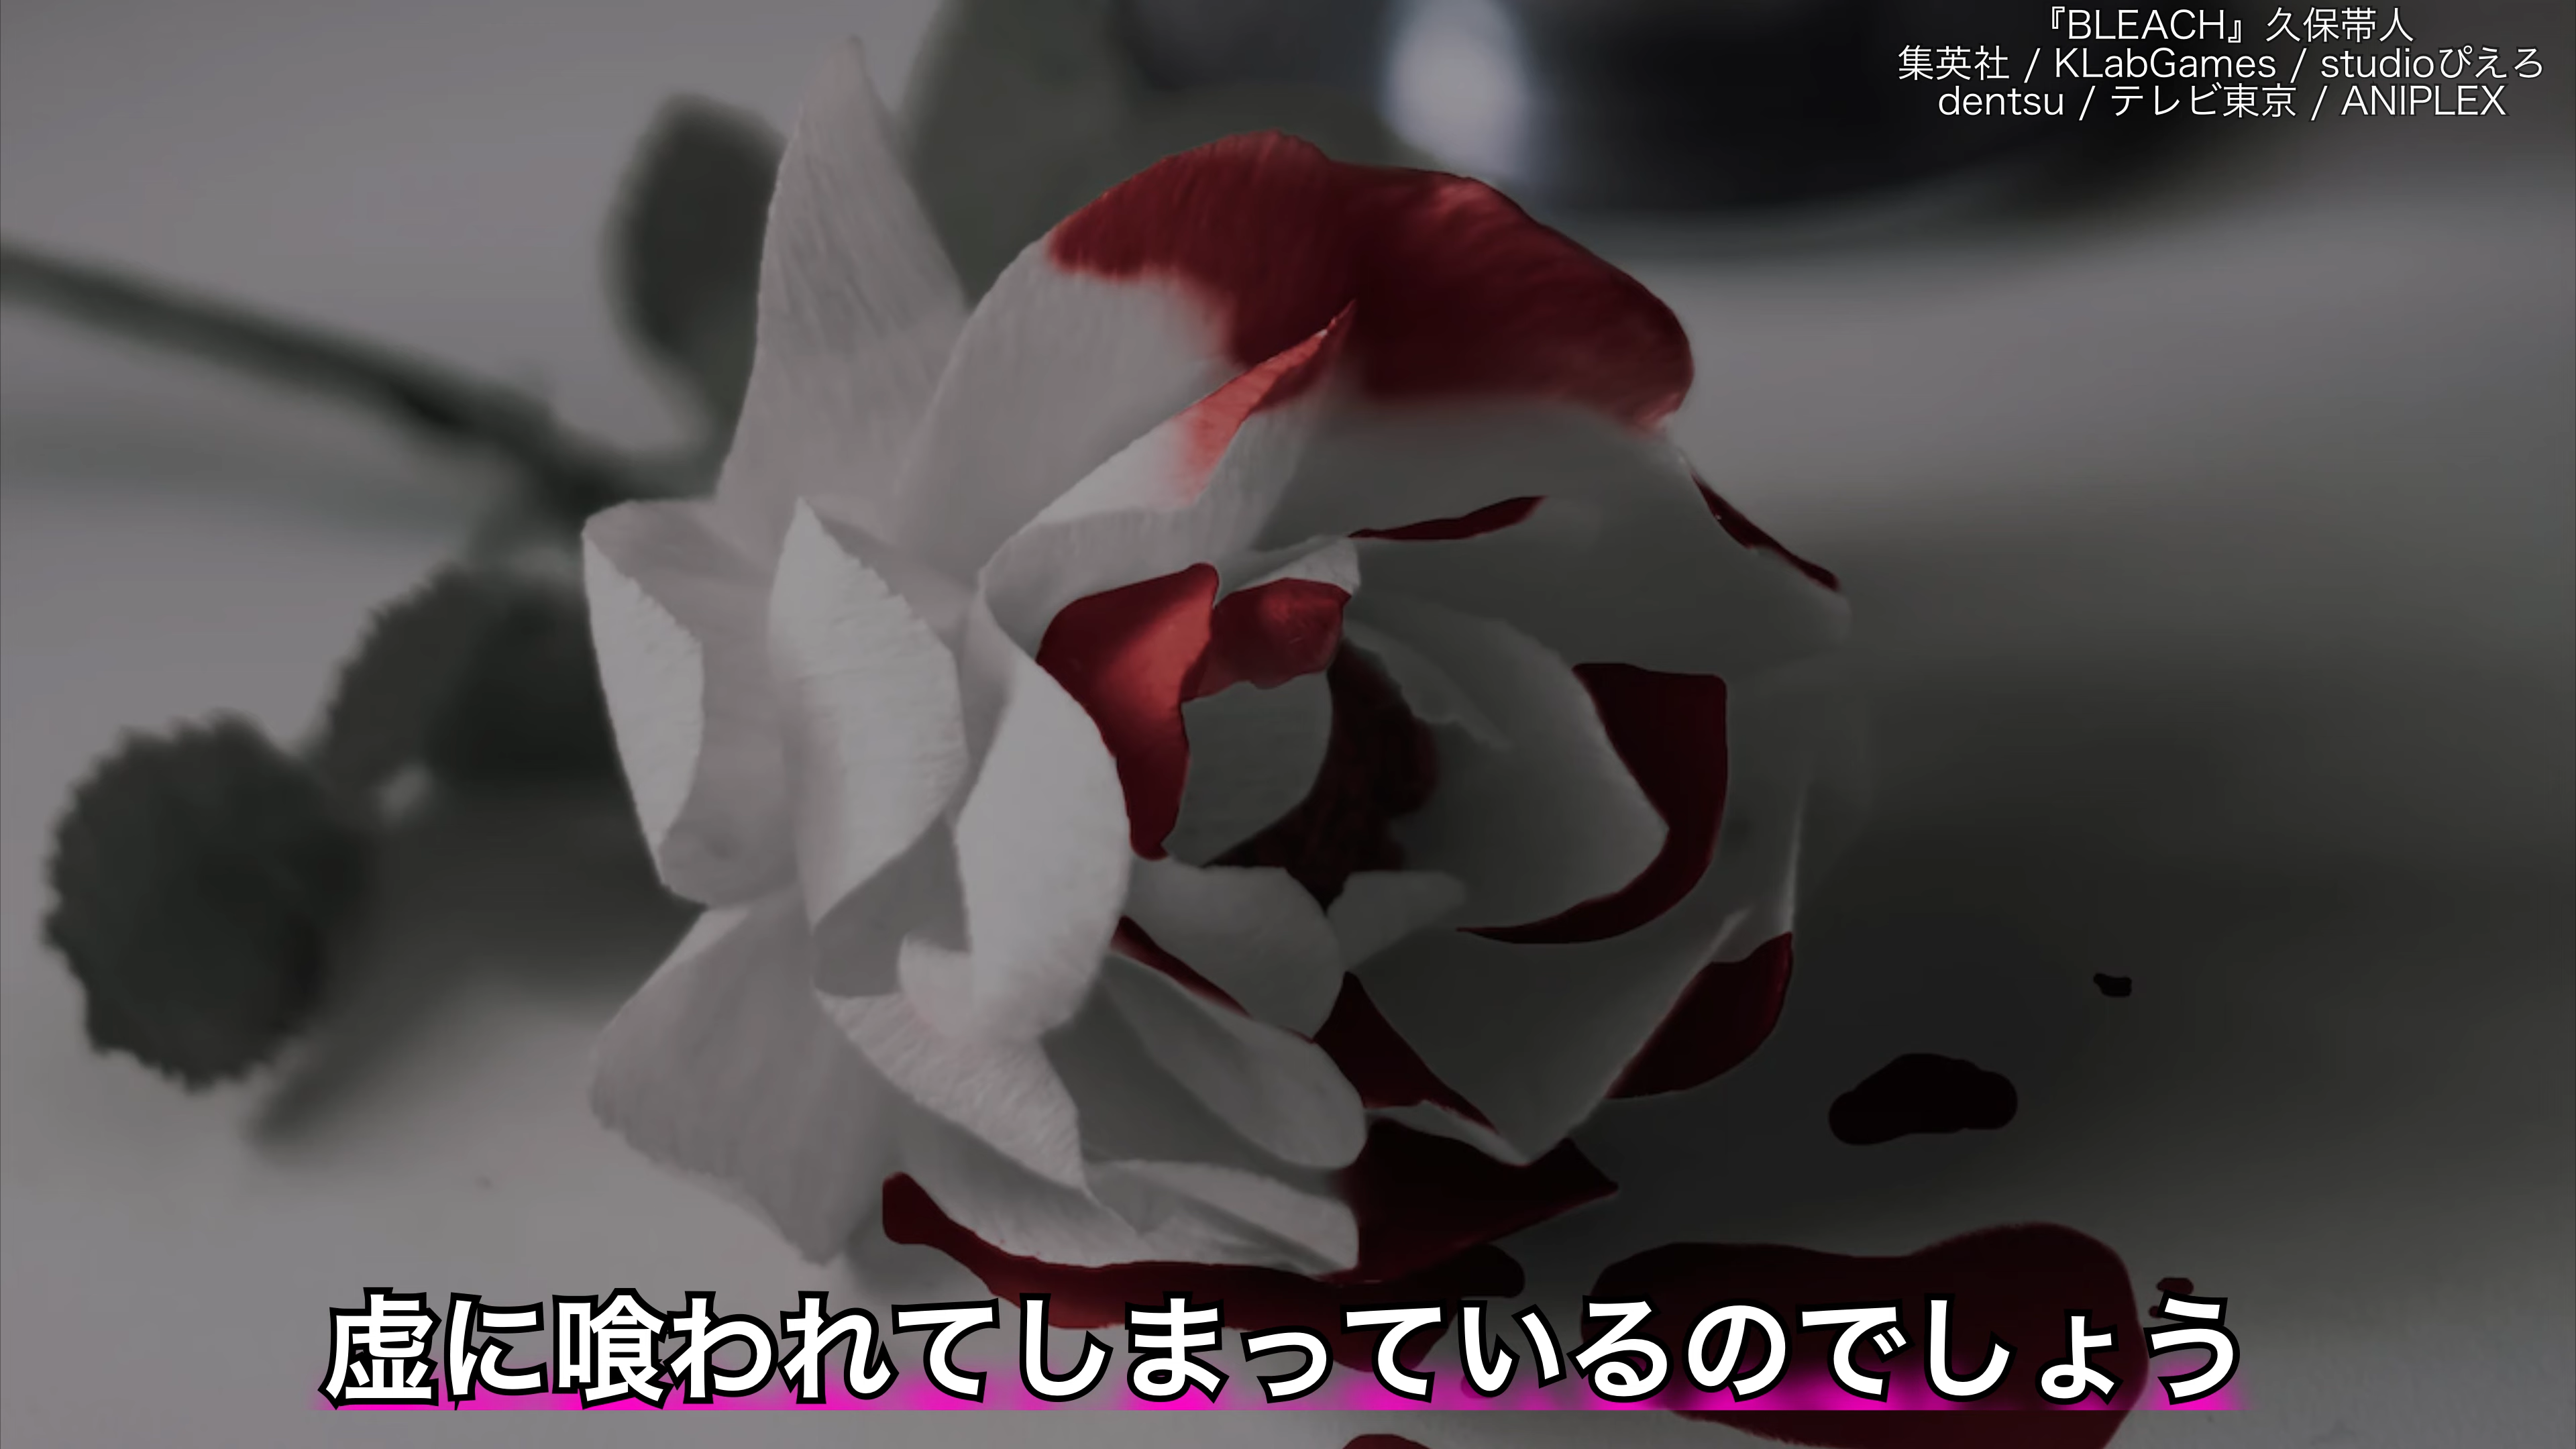 『BLEACH』久保帯人
集英社 / KLabGames / studioぴえろ
dentsu / テレビ東京 / ANIPLEX
虚に喰われてしまっているのでしょう